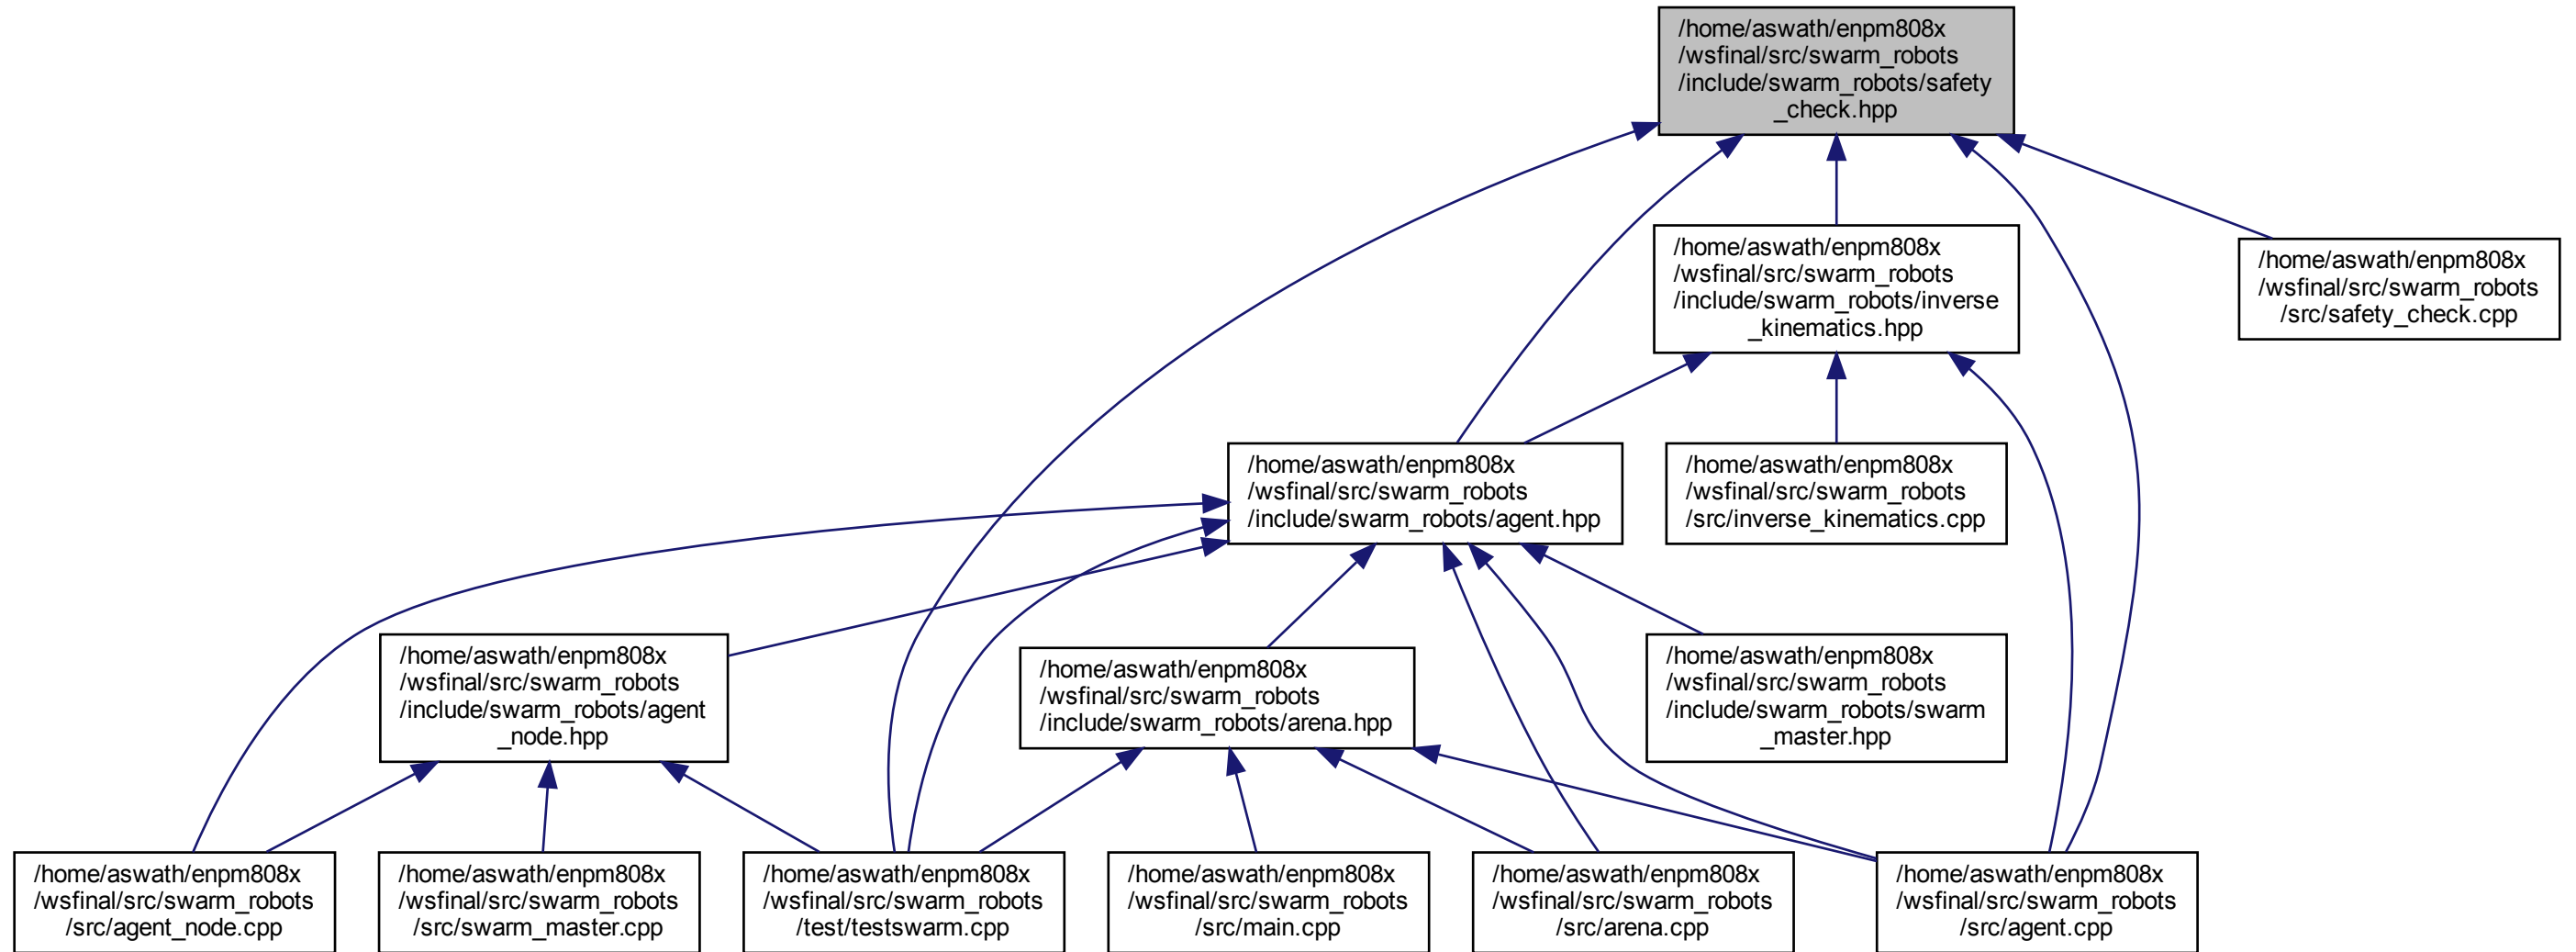 /home/aswath/enpm808x
/wsfinal/src/swarm_robots
/include/swarm_robots/safety
_check.hpp
/home/aswath/enpm808x
/wsfinal/src/swarm_robots
/include/swarm_robots/inverse
_kinematics.hpp
/home/aswath/enpm808x
/wsfinal/src/swarm_robots
/src/safety_check.cpp
/home/aswath/enpm808x
/wsfinal/src/swarm_robots
/include/swarm_robots/agent.hpp
/home/aswath/enpm808x
/wsfinal/src/swarm_robots
/src/inverse_kinematics.cpp
/home/aswath/enpm808x
/wsfinal/src/swarm_robots
/include/swarm_robots/agent
_node.hpp
/home/aswath/enpm808x
/wsfinal/src/swarm_robots
/include/swarm_robots/arena.hpp
/home/aswath/enpm808x
/wsfinal/src/swarm_robots
/include/swarm_robots/swarm
_master.hpp
/home/aswath/enpm808x
/wsfinal/src/swarm_robots
/src/agent_node.cpp
/home/aswath/enpm808x
/wsfinal/src/swarm_robots
/src/swarm_master.cpp
/home/aswath/enpm808x
/wsfinal/src/swarm_robots
/test/testswarm.cpp
/home/aswath/enpm808x
/wsfinal/src/swarm_robots
/src/main.cpp
/home/aswath/enpm808x
/wsfinal/src/swarm_robots
/src/arena.cpp
/home/aswath/enpm808x
/wsfinal/src/swarm_robots
/src/agent.cpp